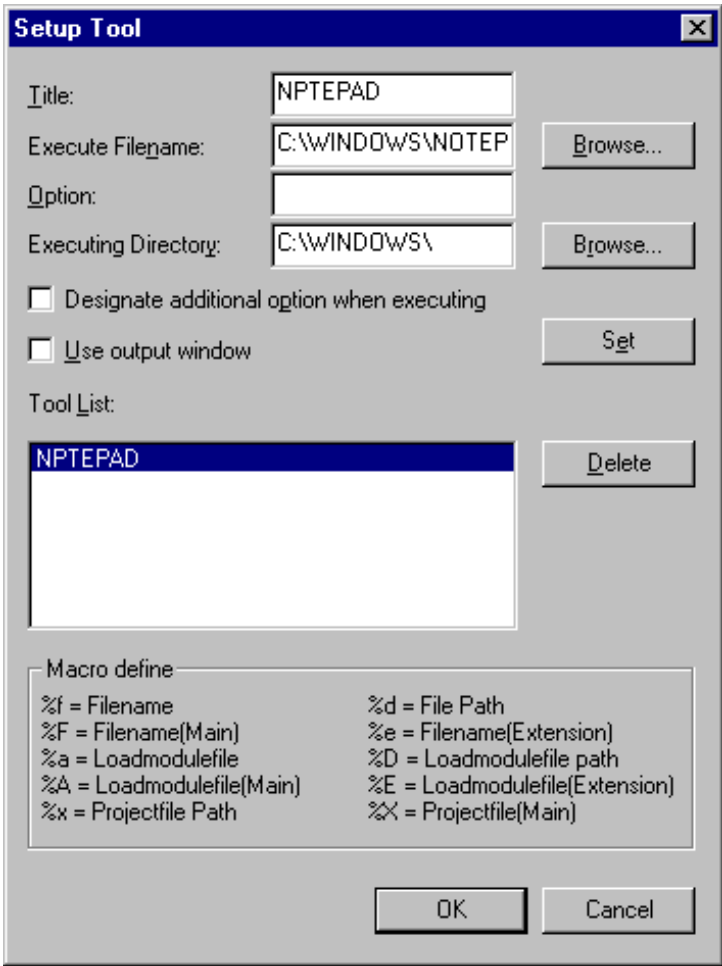 Setup Tool
Title: NPTEPAD
Execute Filename: C:\WINDOWS\NOTEP Browse...
Option:
Executing Directory: C:\WINDOWS\ Browse...
Designate additional option when executing
Use output window
Set
Tool List:
NPTEPAD
Delete
Macro define
%f = Filename %d = File Path
%F = Filename(Main) %e = Filename(Extension)
%a = Loadmodulefile %D = Loadmodulefile path
%A = Loadmodulefile(Main) %E = Loadmodulefile(Extension)
%x = Projectfile Path %X = Projectfile(Main)
OK Cancel